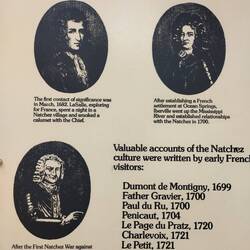 The first contact of significance was
in March, 1682. LaSalle, exploring
for France, spent a night in a
Natchez village and smoked a
calumet with the Chief.
After establishing a French
settlement at Ocean Springs,
Iberville went up the Mississippi
River and established relationships
with the Natchez in 1700.
Valuable accounts of the Natchez
culture were written by early French
visitors:
Dumont de Montigny, 1699
Father Gravier, 1700
Paul du Ru, 1700
Penicaut, 1704
Le Page du Pratz, 1720
Charlevoix, 1721
Le Petit, 1721
After the First Natchez War against